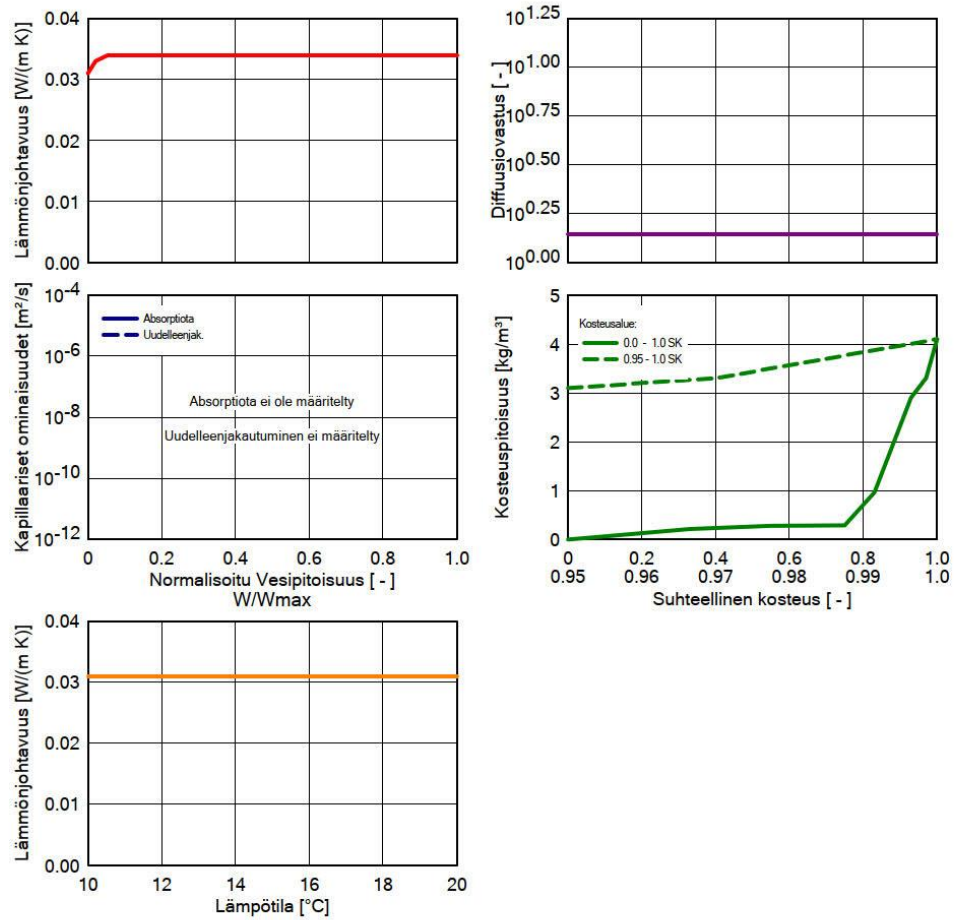 Lämmönjohtavuus [W/(m K)]
0.04
0.03
0.02
0.01
0.00
Diffuusiovastus [ - ]
10^1.25
10^1.00
10^0.75
10^0.50
10^0.25
10^0.00
Kapillaariset ominaisuudet [m²/s]
10^-4
10^-6
10^-8
10^-10
10^-12
Absorptiota
Uudelleenjak.
Absorptiota ei ole määritelty
Uudelleenjakautuminen ei määritelty
0 0.2 0.4 0.6 0.8 1.0
Normalisoitu Vesipitoisuus [ - ]
W/Wmax
Kosteuspitoisuus [kg/m³]
5
4
3
2
1
0
Kosteusalue:
0.0 - 1.0 SK
0.95 - 1.0 SK
0 0.2 0.4 0.6 0.8 1.0
0.95 0.96 0.97 0.98 0.99 1.0
Suhteellinen kosteus [ - ]
Lämmönjohtavuus [W/(m K)]
0.04
0.03
0.02
0.01
0.00
10 12 14 16 18 20
Lämpötila [°C]